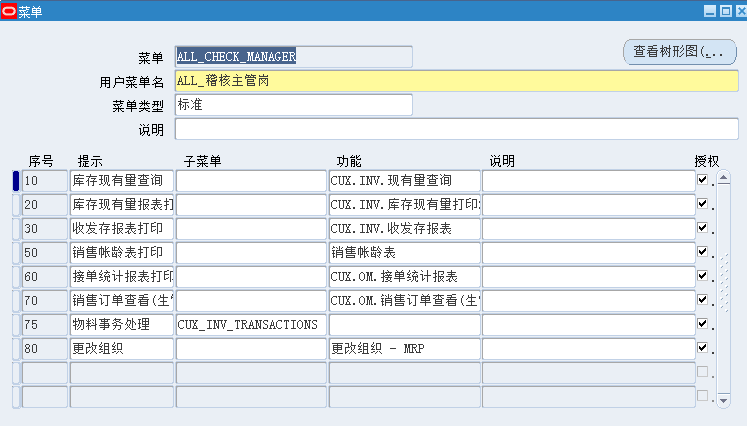 菜单
菜单 ALL_CHECK_MANAGER 查看树形图(_...
用户菜单名 ALL_稽核主管岗
菜单类型 标准
说明
序号 提示 子菜单 功能 说明 授权
10 库存现有量查询 CUX.INV.现有量查询
20 库存现有量报表打 CUX.INV.库存现有量打印
30 收发存报表打印 CUX.INV.收发存报表
50 销售帐龄表打印 销售帐龄表
60 接单统计报表打印 CUX.OM.接单统计报表
70 销售订单查看(生 CUX.OM.销售订单查看(生
75 物料事务处理 CUX_INV_TRANSACTIONS
80 更改组织 更改组织 - MRP